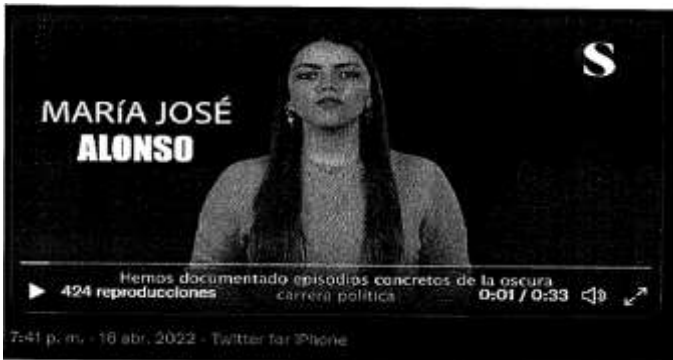 S
MARÍA JOSÉ
ALONSO
Hemos documentado episodios concretos de la oscura
carrera política
424 reproducciones
0:01 / 0:33
7:41 p. m. · 16 abr. 2022 · Twitter for iPhone